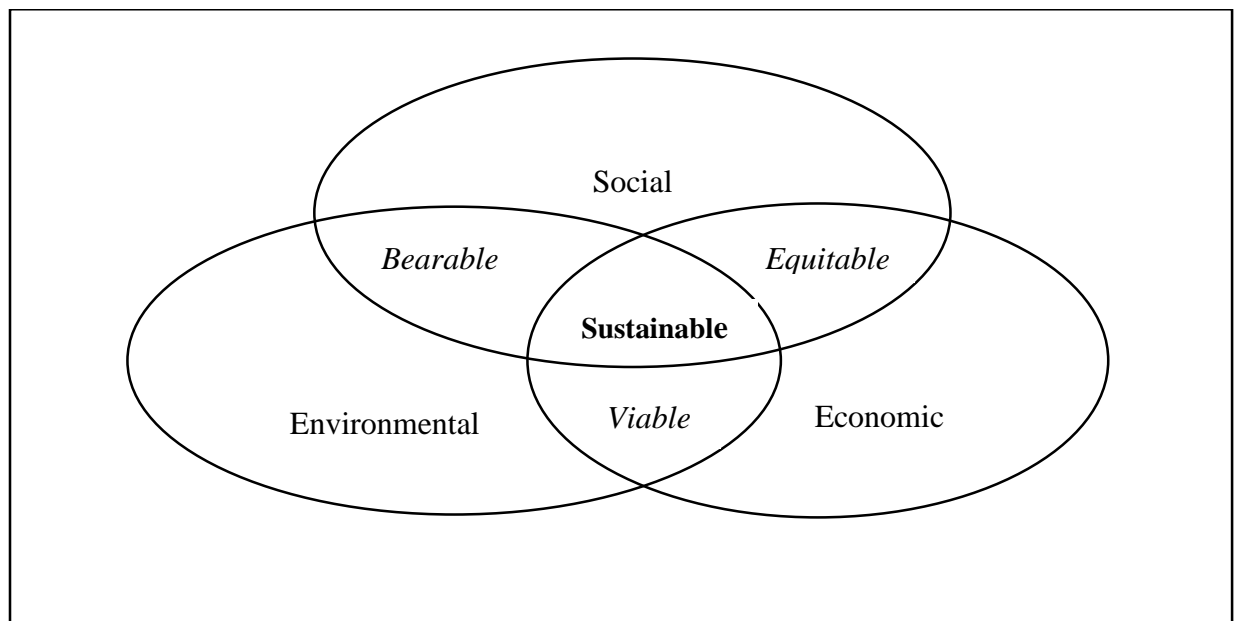 Social
Bearable
Equitable
Sustainable
Environmental
Viable
Economic